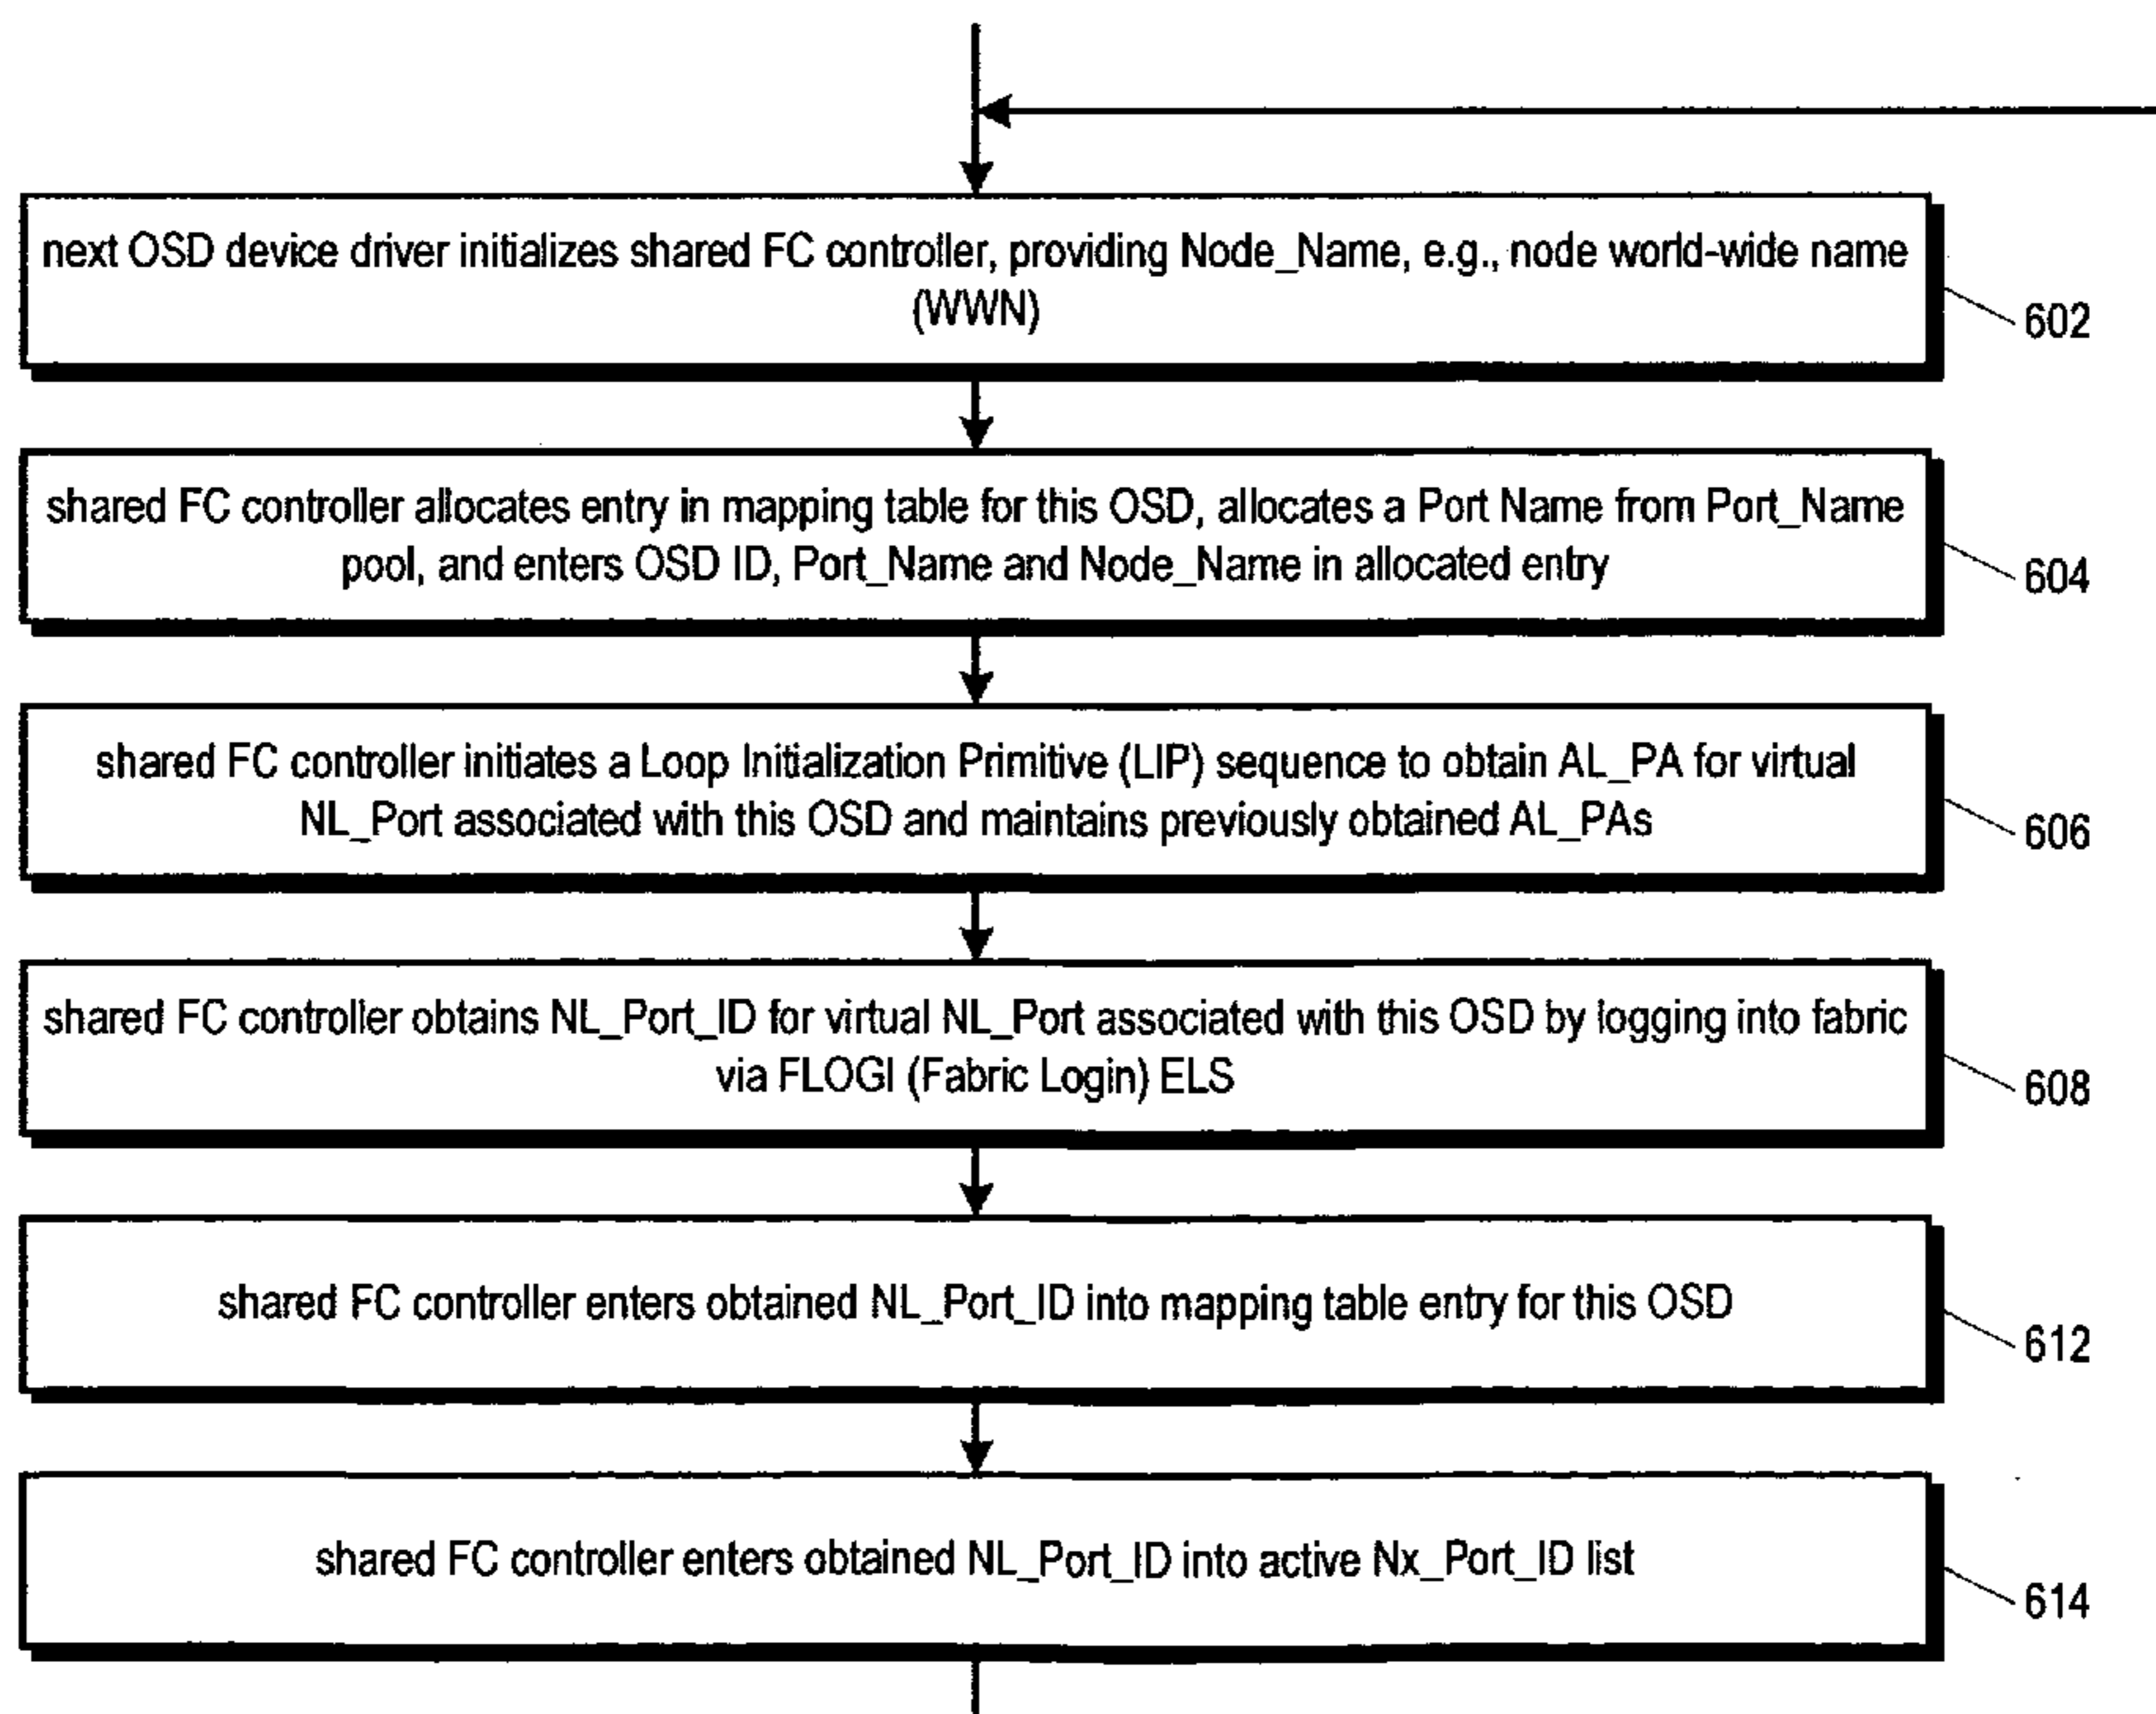 next OSD device driver initializes shared FC controller, providing Node_Name, e.g., node world-wide name
(WWN)
602
shared FC controller allocates entry in mapping table for this OSD, allocates a Port Name from Port_Name
pool, and enters OSD ID, Port_Name and Node_Name in allocated entry
604
shared FC controller initiates a Loop Initialization Primitive (LIP) sequence to obtain AL_PA for virtual
NL_Port associated with this OSD and maintains previously obtained AL_PAs
606
shared FC controller obtains NL_Port_ID for virtual NL_Port associated with this OSD by logging into fabric
via FLOGI (Fabric Login) ELS
608
shared FC controller enters obtained NL_Port_ID into mapping table entry for this OSD
612
shared FC controller enters obtained NL_Port_ID into active Nx_Port_ID list
614